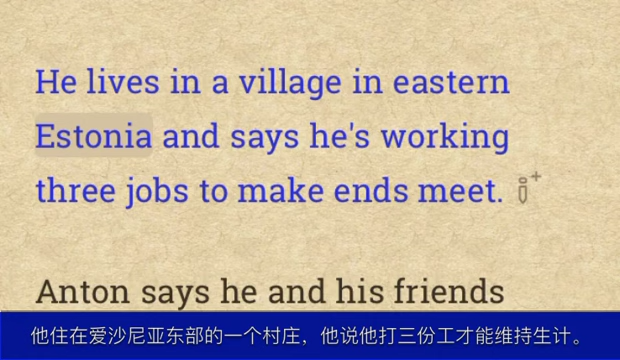 He lives in a village in eastern
Estonia and says he's working
three jobs to make ends meet.
Anton says he and his friends
他住在爱沙尼亚东部的一个村庄，他说他打三份工才能维持生计。